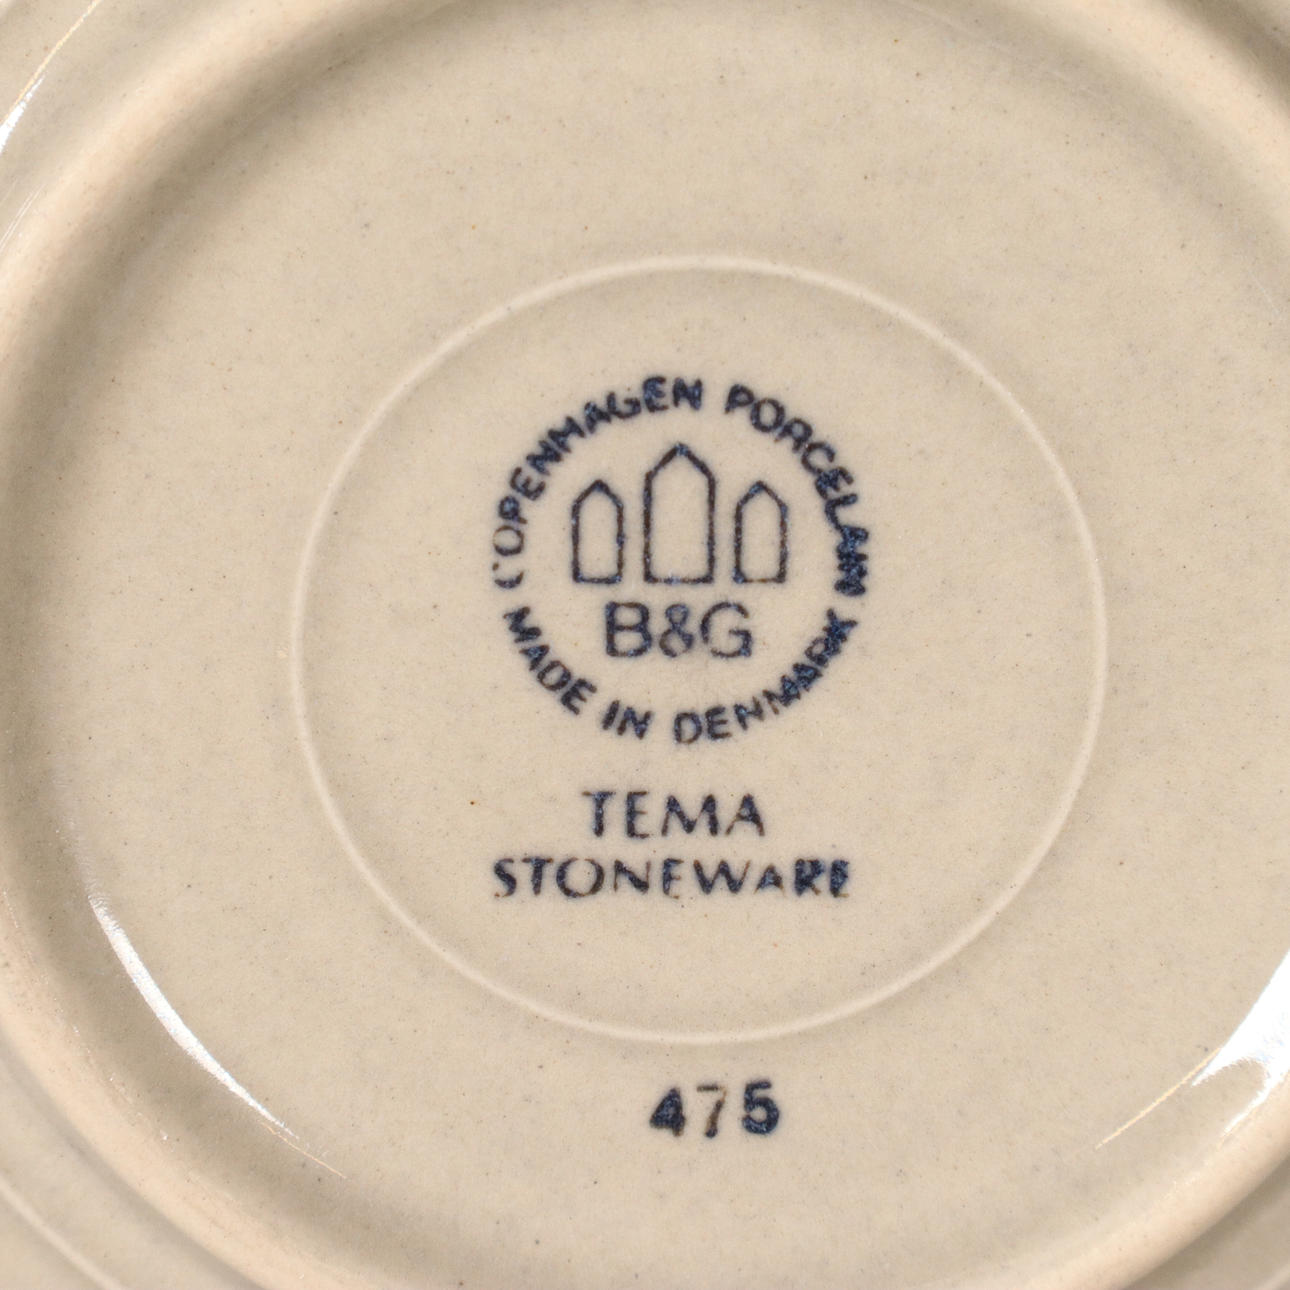 COPENHAGEN PORCELAIN
B&G
MADE IN DENMARK
TEMA
STONEWARE
475